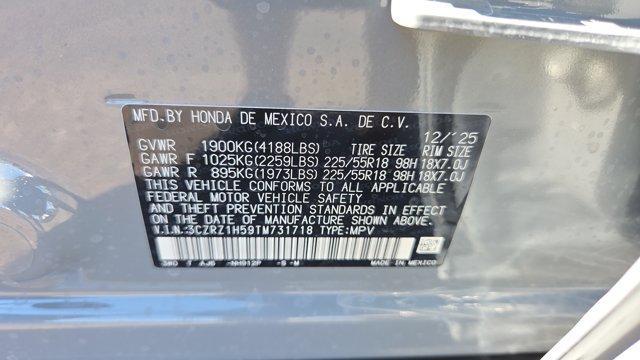 MFD. BY HONDA DE MEXICO S.A. DE C.V.
12/'25
GVWR 1900KG(4188LBS) TIRE SIZE RIM SIZE
GAWR F 1025KG(2259LBS) 225/55R18 98H 18X7.0J
GAWR R 895KG(1973LBS) 225/55R18 98H 18X7.0J
THIS VEHICLE CONFORMS TO ALL APPLICABLE
FEDERAL MOTOR VEHICLE SAFETY
AND THEFT PREVENTION STANDARDS IN EFFECT
ON THE DATE OF MANUFACTURE SHOWN ABOVE.
V.I.N.:3CZRZ1H59TM731718 TYPE:MPV
NH912P -S -M MADE IN MEXICO